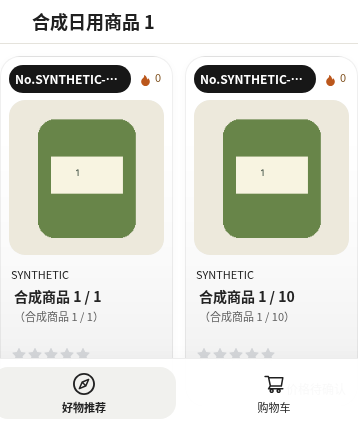 合成日用商品 1
No.SYNTHETIC-··· 0
No.SYNTHETIC-··· 0
1
1
SYNTHETIC
SYNTHETIC
合成商品 1 / 1
合成商品 1 / 10
（合成商品 1 / 1）
（合成商品 1 / 10）
好物推荐
购物车